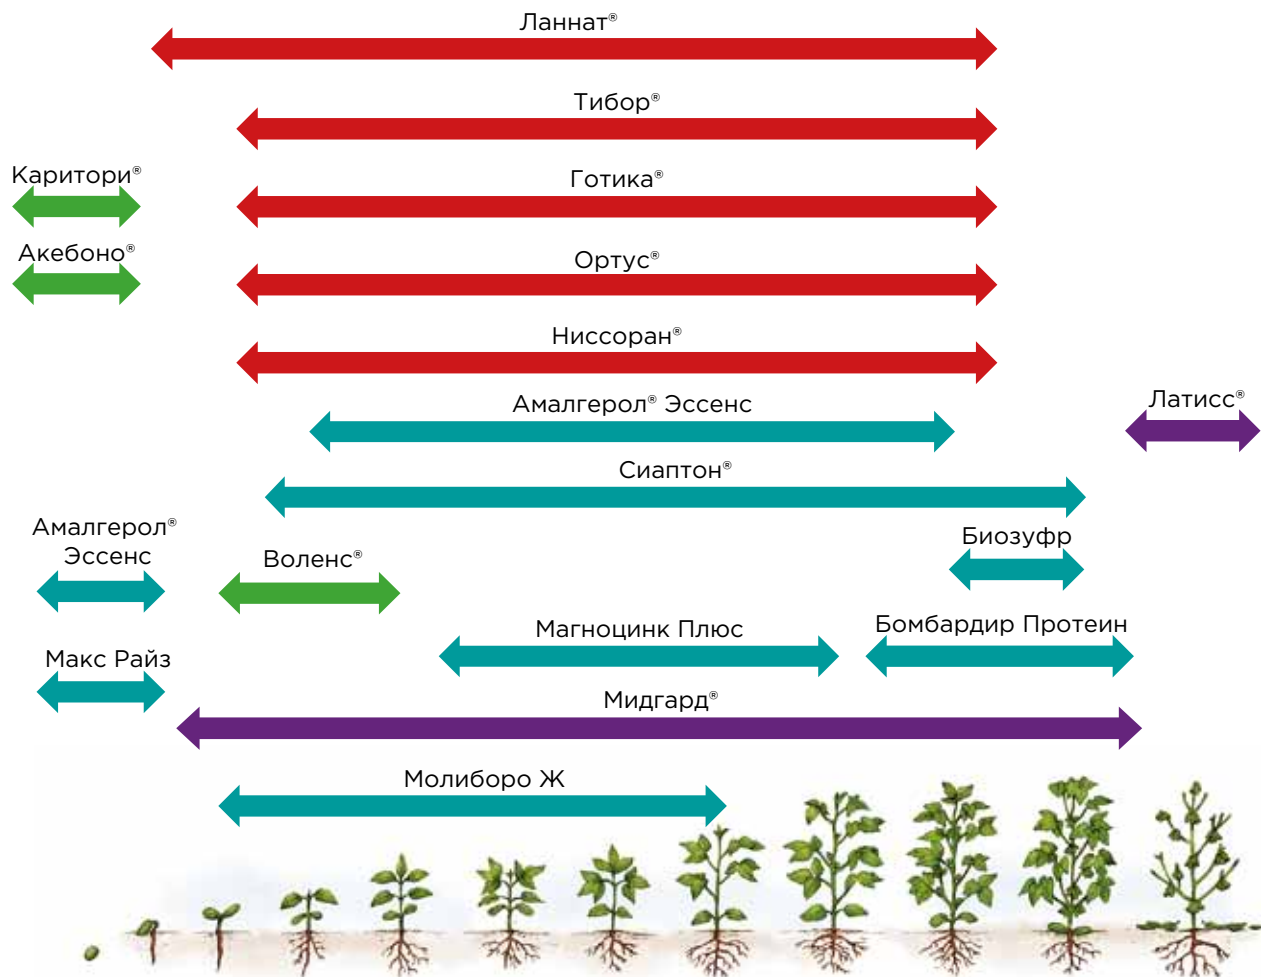 Ланнат®
Тибор®
Каритори®
Готика®
Акебоно®
Ортус®
Ниссоран®
Амалгерол® Эссенс
Латисс®
Сиаптон®
Амалгерол®
Эссенс
Воленс®
Биозуфр
Магноцинк Плюс
Бомбардир Протеин
Макс Райз
Мидгард®
Молиборо Ж